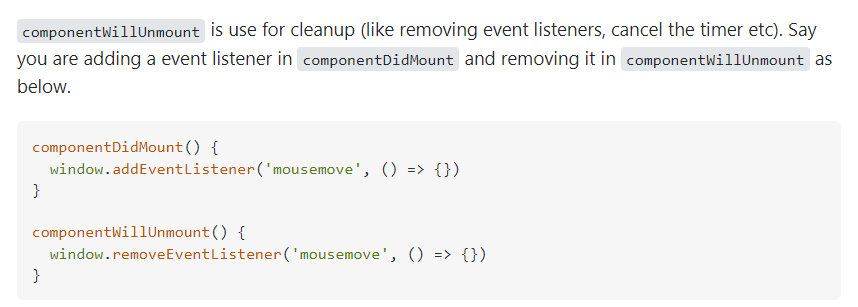 componentWillUnmount is use for cleanup (like removing event listeners, cancel the timer etc). Say
you are adding a event listener in componentDidMount and removing it in componentWillUnmount as
below.
componentDidMount() {
  window.addEventListener('mousemove', () => {})
}
componentWillUnmount() {
  window.removeEventListener('mousemove', () => {})
}